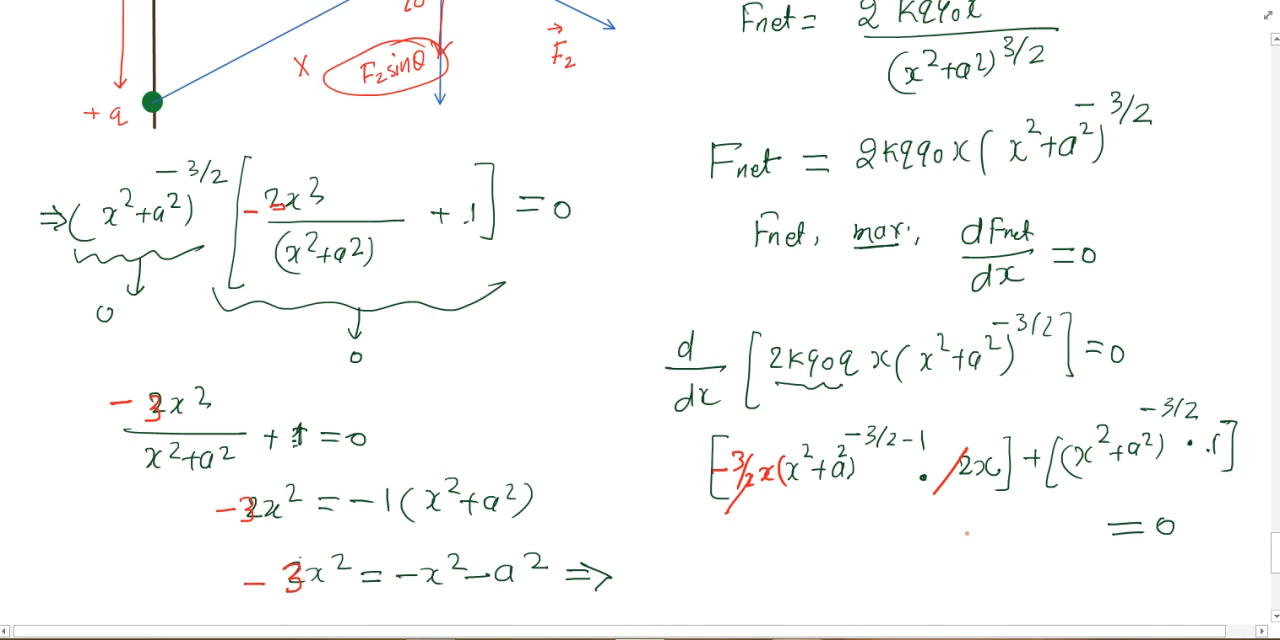 20
X
F₂sinθ
F₂
+ q
⇒(x²+a²)^-3/2 [ -3x² / (x²+a²) + 1 ] = 0
0
0
-3x² / x²+a² + 1 = 0
-3x² = -1(x²+a²)
-3x² = -x²-a² ⇒
Fnet = 2kqq₀x / (x²+a²)^3/2
Fnet = 2kqq₀x(x²+a²)^-3/2
Fnet, max., dFnet/dx = 0
d/dx [2kq₀q x(x²+a²)^-3/2] = 0
[-3/2x(x²+a²)^-3/2-1 . 2x] + [(x²+a²)^-3/2 . 1]
= 0